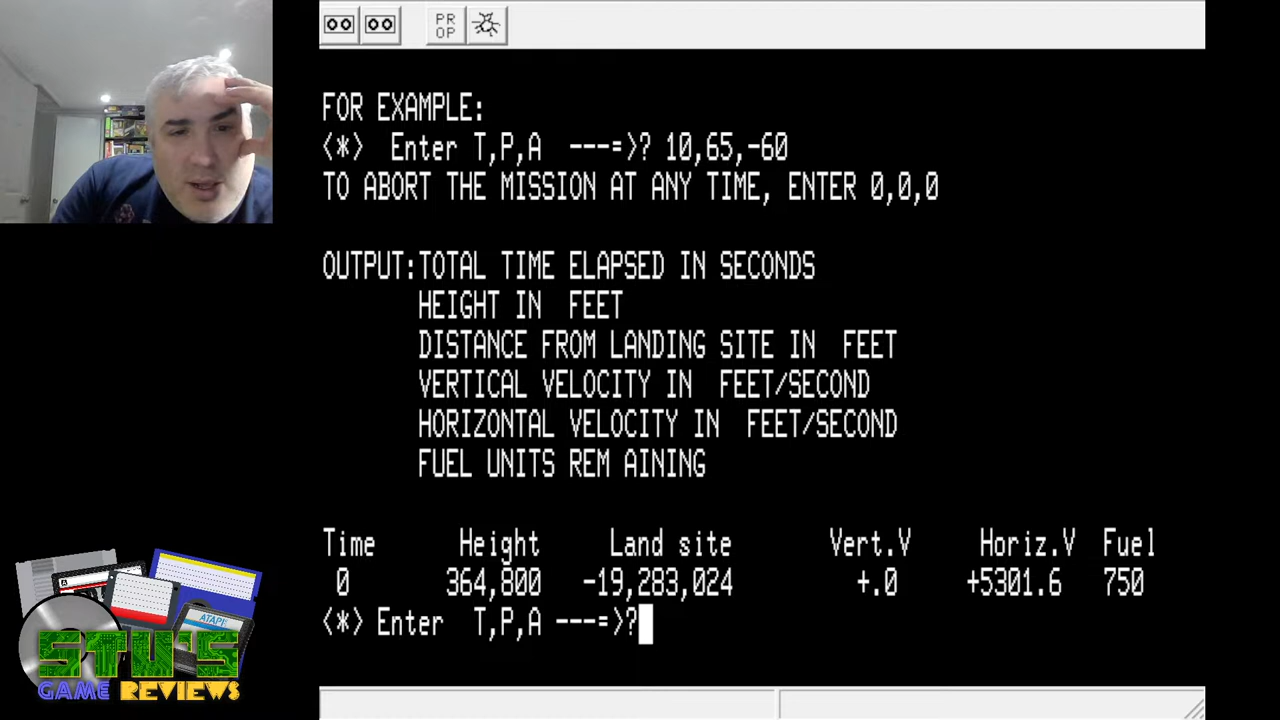 PR
OP
FOR EXAMPLE:
<*> Enter T,P,A ---=>? 10,65,-60
TO ABORT THE MISSION AT ANY TIME, ENTER 0,0,0
OUTPUT:TOTAL TIME ELAPSED IN SECONDS
HEIGHT IN FEET
DISTANCE FROM LANDING SITE IN FEET
VERTICAL VELOCITY IN FEET/SECOND
HORIZONTAL VELOCITY IN FEET/SECOND
FUEL UNITS REM AINING
Time Height Land site Vert.V Horiz.V Fuel
0 364,800 -19,283,024 +.0 +5301.6 750
<*> Enter T,P,A ---=>?
ATARI
STU'S
GAME REVIEWS